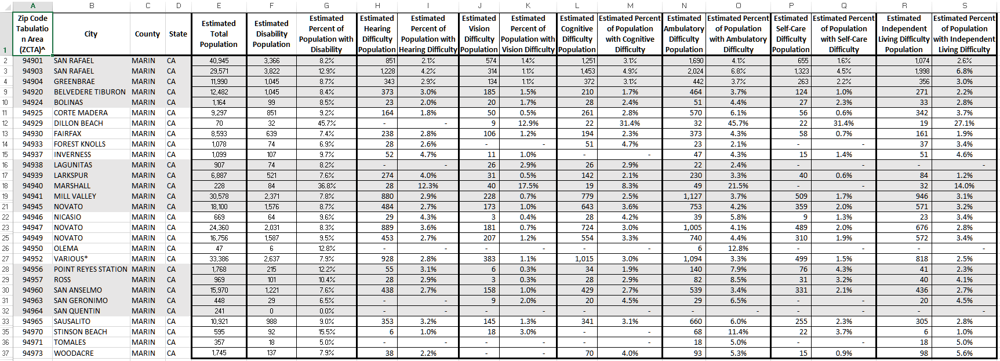 A B C D E F G H I J K L M N O P Q R S
1 Zip Code Tabulatio n Area (ZCTA)^ City County State Estimated Total Population Estimated Disability Population Estimated Percent of Population with Disability Estimated Hearing Difficulty Population Estimated Percent of Population with Hearing Difficulty Estimated Vision Difficulty Population Estimated Percent of Population with Vision Difficulty Estimated Cognitive Difficulty Population Estimated Percent of Population with Cognitive Difficulty Estimated Ambulatory Difficulty Population Estimated Percent of Population with Ambulatory Difficulty Estimated Self-Care Difficulty Population Estimated Percent of Population with Self-Care Difficulty Estimated Independent Living Difficulty Population Estimated Percent of Population with Independent Living Difficulty
2 94901 SAN RAFAEL MARIN CA 40,945 3,366 8.2% 851 2.1% 574 1.4% 1,251 3.1% 1,690 4.1% 655 1.6% 1,074 2.6%
3 94903 SAN RAFAEL MARIN CA 29,571 3,822 12.9% 1,228 4.2% 314 1.1% 1,453 4.9% 2,024 6.8% 1,323 4.5% 1,998 6.8%
4 94904 GREENBRAE MARIN CA 11,990 1,045 8.7% 343 2.9% 134 1.1% 372 3.1% 442 3.7% 263 2.2% 356 3.0%
9 94920 BELVEDERE TIBURON MARIN CA 12,482 1,045 8.4% 373 3.0% 185 1.5% 210 1.7% 464 3.7% 124 1.0% 271 2.2%
10 94924 BOLINAS MARIN CA 1,164 99 8.5% 23 2.0% 20 1.7% 28 2.4% 51 4.4% 27 2.3% 33 2.8%
11 94925 CORTE MADERA MARIN CA 9,297 851 9.2% 164 1.8% 50 0.5% 261 2.8% 570 6.1% 56 0.6% 342 3.7%
12 94929 DILLON BEACH MARIN CA 70 32 45.7% - - 9 12.9% 22 31.4% 32 45.7% 22 31.4% 19 27.1%
13 94930 FAIRFAX MARIN CA 8,593 639 7.4% 238 2.8% 106 1.2% 194 2.3% 373 4.3% 58 0.7% 161 1.9%
14 94933 FOREST KNOLLS MARIN CA 1,078 74 6.9% 28 2.6% - - 51 4.7% 23 2.1% - - 37 3.4%
15 94937 INVERNESS MARIN CA 1,099 107 9.7% 52 4.7% 11 1.0% - - 47 4.3% 15 1.4% 51 4.6%
16 94938 LAGUNITAS MARIN CA 907 74 8.2% - - 26 2.9% 26 2.9% 22 2.4% - - - -
17 94939 LARKSPUR MARIN CA 6,887 521 7.6% 274 4.0% 31 0.5% 142 2.1% 230 3.3% 40 0.6% 84 1.2%
18 94940 MARSHALL MARIN CA 228 84 36.8% 28 12.3% 40 17.5% 19 8.3% 49 21.5% - - 32 14.0%
19 94941 MILL VALLEY MARIN CA 30,578 2,371 7.8% 880 2.9% 228 0.7% 779 2.5% 1,127 3.7% 509 1.7% 946 3.1%
21 94945 NOVATO MARIN CA 18,100 1,576 8.7% 484 2.7% 173 1.0% 643 3.6% 753 4.2% 359 2.0% 571 3.2%
22 94946 NICASIO MARIN CA 669 64 9.6% 29 4.3% 3 0.4% 28 4.2% 39 5.8% 9 1.3% 23 3.4%
23 94947 NOVATO MARIN CA 24,360 2,031 8.3% 889 3.6% 181 0.7% 724 3.0% 1,005 4.1% 489 2.0% 676 2.8%
25 94949 NOVATO MARIN CA 16,756 1,587 9.5% 453 2.7% 207 1.2% 554 3.3% 740 4.4% 310 1.9% 572 3.4%
26 94950 OLEMA MARIN CA 47 6 12.8% - - - - - - 6 12.8% - - - -
27 94952 VARIOUS* MARIN CA 33,386 2,637 7.9% 928 2.8% 383 1.1% 1,015 3.0% 1,094 3.3% 499 1.5% 818 2.5%
28 94956 POINT REYES STATION MARIN CA 1,768 215 12.2% 55 3.1% 6 0.3% 34 1.9% 140 7.9% 76 4.3% 41 2.3%
29 94957 ROSS MARIN CA 969 101 10.4% 28 2.9% 3 0.3% 28 2.9% 82 8.5% 31 3.2% 40 4.1%
30 94960 SAN ANSELMO MARIN CA 15,970 1,221 7.6% 438 2.7% 158 1.0% 429 2.7% 539 3.4% 331 2.1% 436 2.7%
31 94963 SAN GERONIMO MARIN CA 448 29 6.5% - - 9 2.0% 20 4.5% 29 6.5% - - 20 4.5%
32 94964 SAN QUENTIN MARIN CA 241 0 0.0% - - - - - - - - - - - -
33 94965 SAUSALITO MARIN CA 10,921 988 9.0% 353 3.2% 145 1.3% 341 3.1% 660 6.0% 255 2.3% 305 2.8%
35 94970 STINSON BEACH MARIN CA 595 92 15.5% 6 1.0% 18 3.0% - - 68 11.4% 22 3.7% 6 1.0%
36 94971 TOMALES MARIN CA 357 18 5.0% - - - - - - 18 5.0% - - 18 5.0%
37 94973 WOODACRE MARIN CA 1,745 137 7.9% 38 2.2% - - 70 4.0% 93 5.3% 15 0.9% 98 5.6%